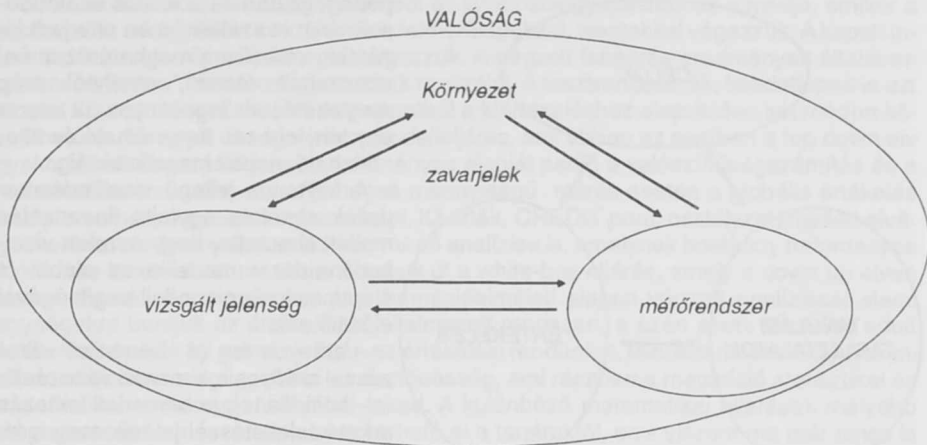 VALÓSÁG
Környezet
zavarjelek
vizsgált jelenség
mérőrendszer